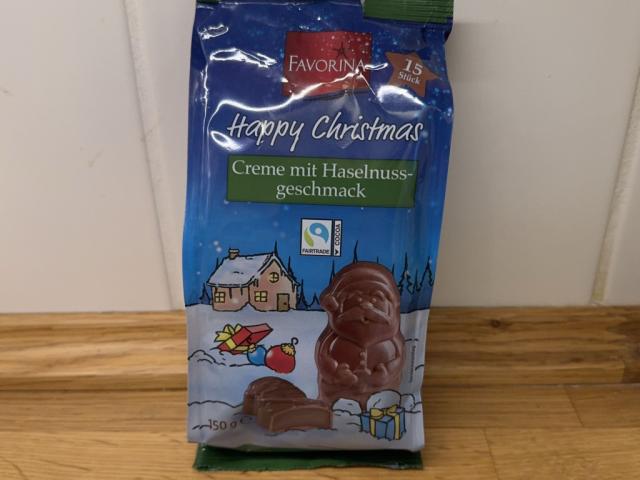 FAVORINA
15
Stück
Happy Christmas
Creme mit Haselnuss-
geschmack
FAIRTRADE
COCOA
150 g e